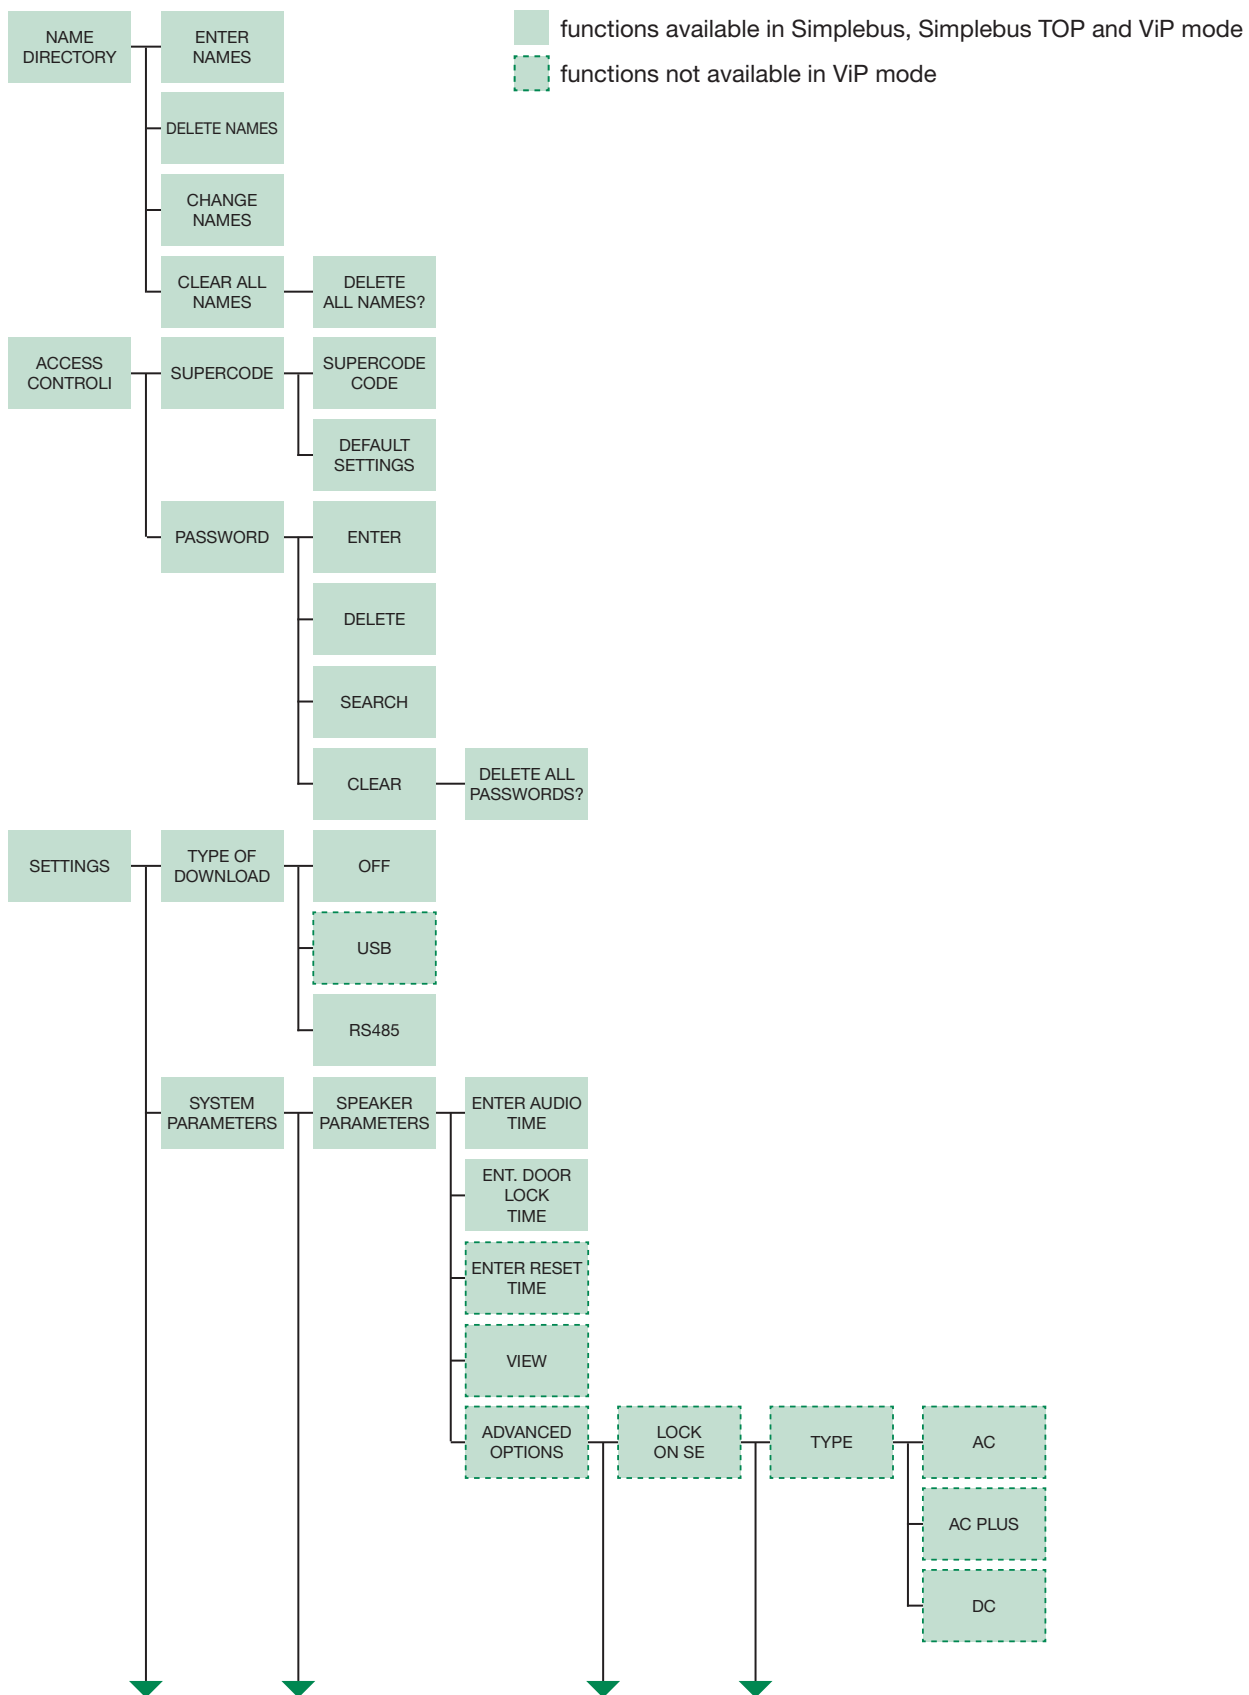 functions available in Simplebus, Simplebus TOP and ViP mode
functions not available in ViP mode
NAME
DIRECTORY
ENTER
NAMES
DELETE NAMES
CHANGE
NAMES
CLEAR ALL
NAMES
DELETE
ALL NAMES?
ACCESS
CONTROLI
SUPERCODE
SUPERCODE
CODE
DEFAULT
SETTINGS
PASSWORD
ENTER
DELETE
SEARCH
CLEAR
DELETE ALL
PASSWORDS?
SETTINGS
TYPE OF
DOWNLOAD
OFF
USB
RS485
SYSTEM
PARAMETERS
SPEAKER
PARAMETERS
ENTER AUDIO
TIME
ENT. DOOR
LOCK
TIME
ENTER RESET
TIME
VIEW
ADVANCED
OPTIONS
LOCK
ON SE
TYPE
AC
AC PLUS
DC